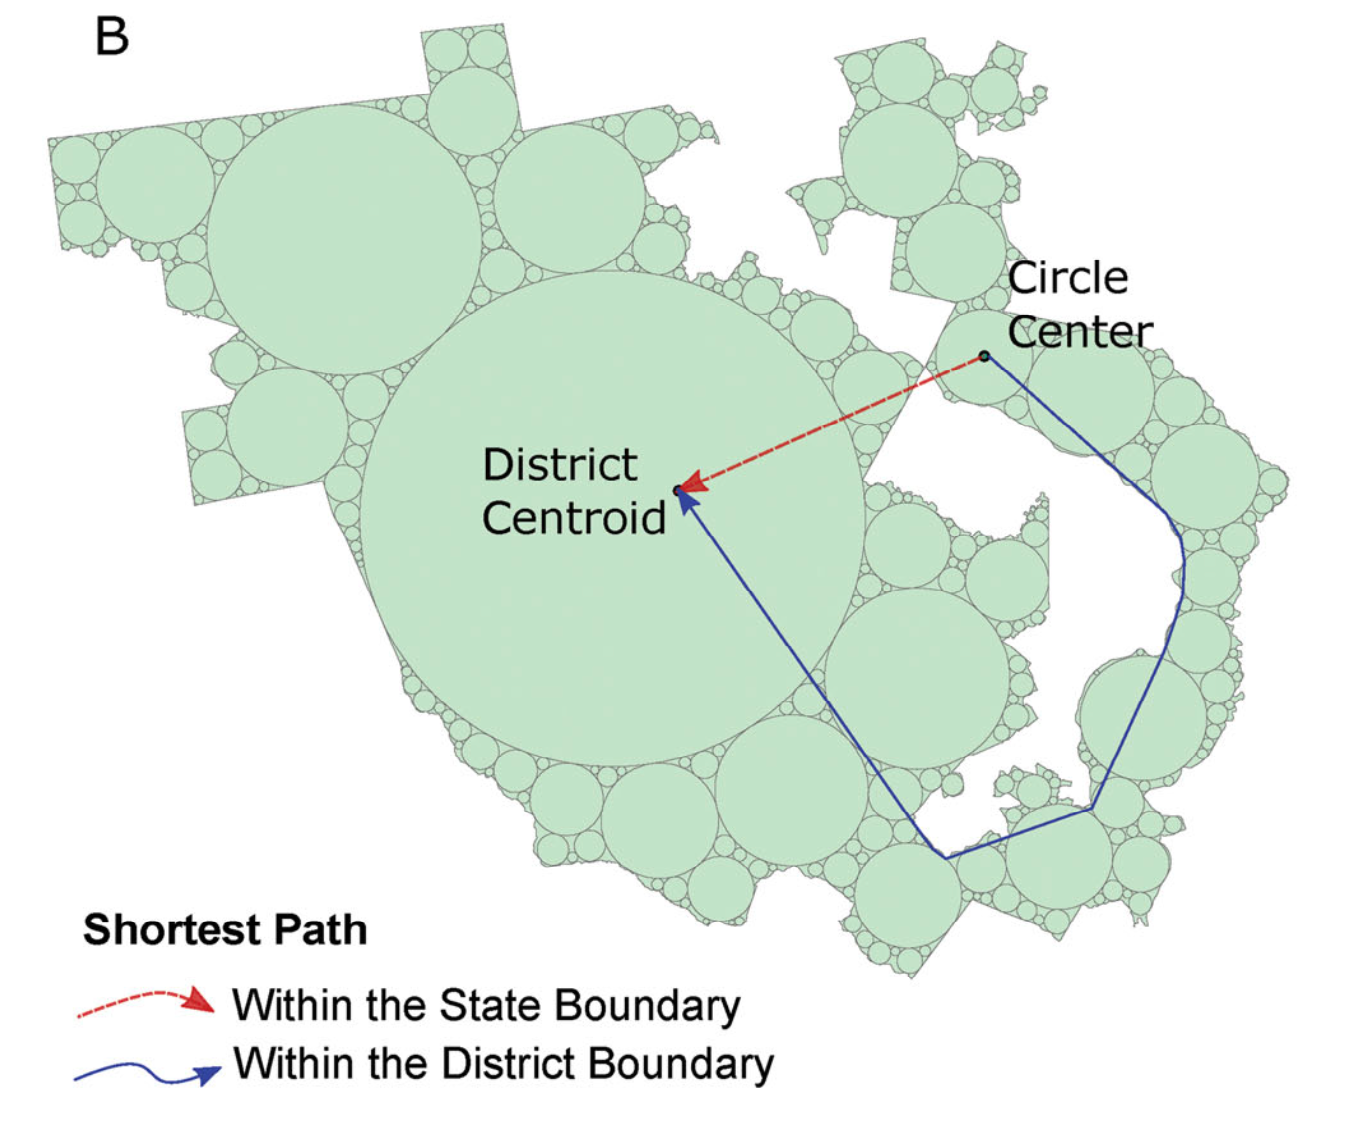 B
Circle
Center
District
Centroid
Shortest Path
Within the State Boundary
Within the District Boundary